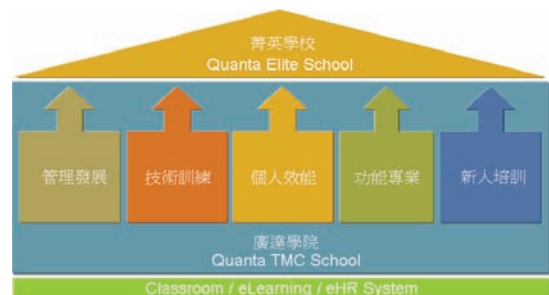 菁英學校
Quanta Elite School
管理發展
技術訓練
個人效能
功能專業
新人培訓
廣達學院
Quanta TMC School
Classroom / eLearning / eHR System